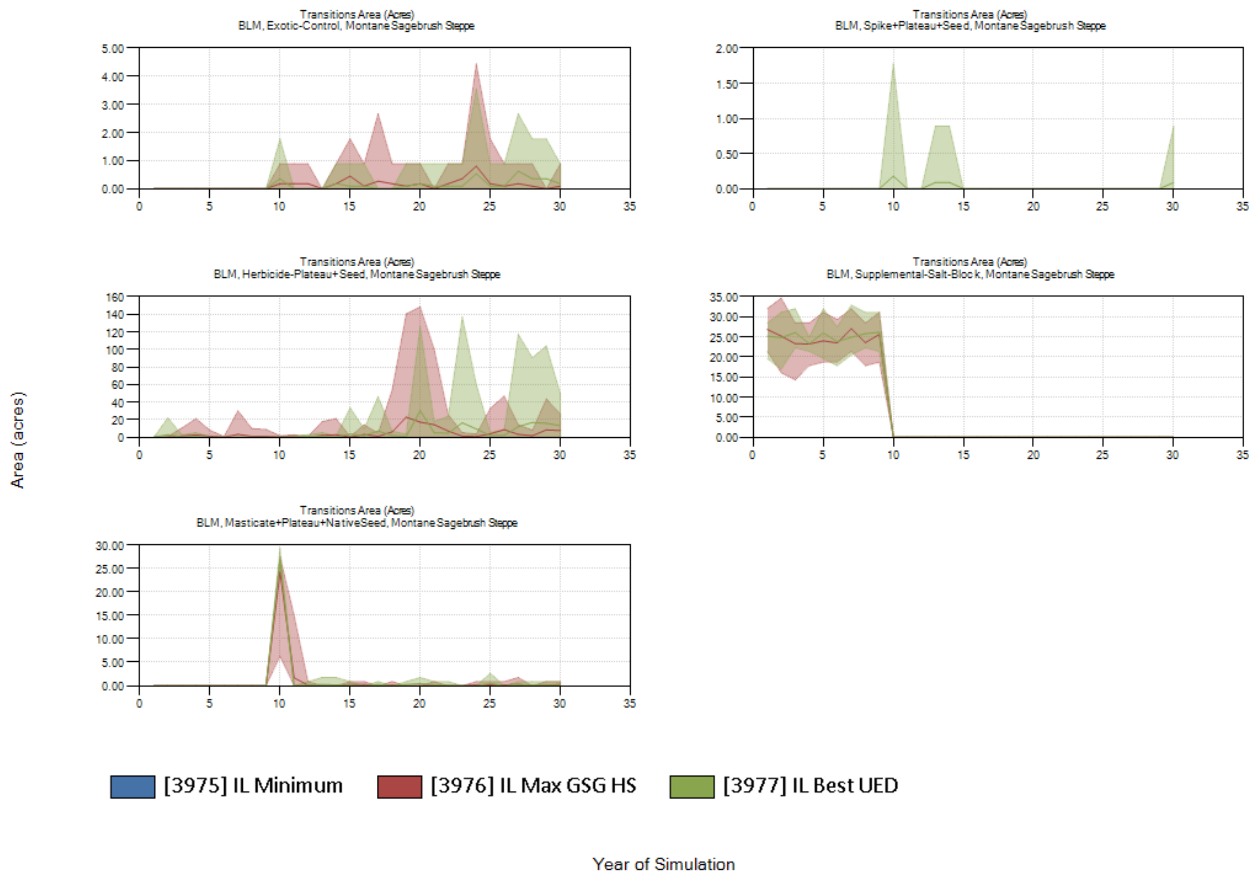 Transitions Area (Acres)
BLM, Exotic-Control, Montane Sagebrush Steppe
5.00
4.00
3.00
2.00
1.00
0.00
0 5 10 15 20 25 30 35
Transitions Area (Acres)
BLM, Spike+Plateau+Seed, Montane Sagebrush Steppe
2.00
1.50
1.00
0.50
0.00
0 5 10 15 20 25 30 35
Transitions Area (Acres)
BLM, Herbicide-Plateau+Seed, Montane Sagebrush Steppe
160
140
120
100
80
60
40
20
0
0 5 10 15 20 25 30 35
Transitions Area (Acres)
BLM, Supplemental-Salt-Block, Montane Sagebrush Steppe
35.00
30.00
25.00
20.00
15.00
10.00
5.00
0.00
0 5 10 15 20 25 30 35
Area (acres)
Transitions Area (Acres)
BLM, Masticate+Plateau+NativeSeed, Montane Sagebrush Steppe
30.00
25.00
20.00
15.00
10.00
5.00
0.00
0 5 10 15 20 25 30 35
[3975] IL Minimum [3976] IL Max GSG HS [3977] IL Best UED
Year of Simulation